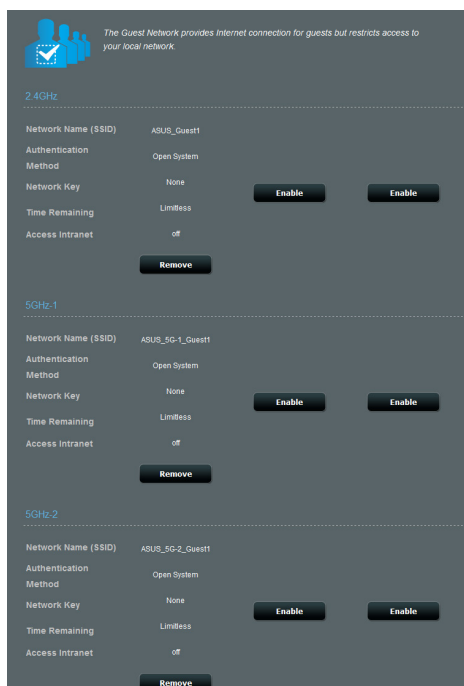 The Guest Network provides Internet connection for guests but restricts access to
your local network.
2.4GHz
Network Name (SSID) ASUS_Guest1
Authentication Method Open System
Network Key None Enable Enable
Time Remaining Limitless
Access Intranet off
Remove
5GHz-1
Network Name (SSID) ASUS_5G-1_Guest1
Authentication Method Open System
Network Key None Enable Enable
Time Remaining Limitless
Access Intranet off
Remove
5GHz-2
Network Name (SSID) ASUS_5G-2_Guest1
Authentication Method Open System
Network Key None Enable Enable
Time Remaining Limitless
Access Intranet off
Remove